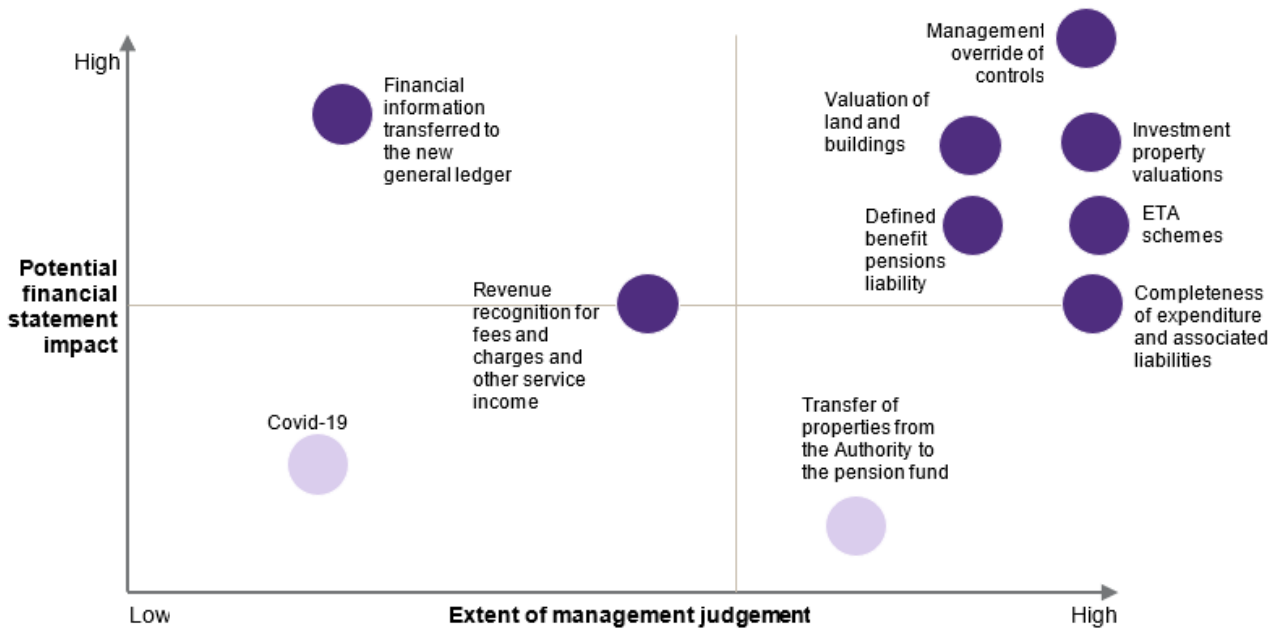 High
Financial
information
transferred to
the new
general ledger
Management
override of
controls
Valuation of
land and
buildings
Investment
property
valuations
Defined
benefit
pensions
liability
ETA
schemes
Potential
financial
statement
impact
Revenue
recognition for
fees and
charges and
other service
income
Completeness
of expenditure
and associated
liabilities
Covid-19
Transfer of
properties from
the Authority to
the pension fund
Low
Extent of management judgement
High